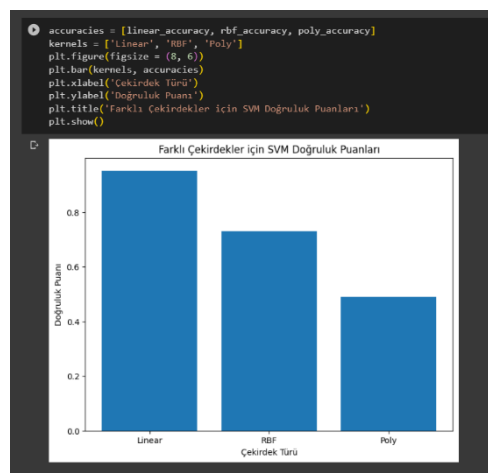 accuracies = [linear_accuracy, rbf_accuracy, poly_accuracy]
kernels = ['Linear', 'RBF', 'Poly']
plt.figure(figsize = (8, 6))
plt.bar(kernels, accuracies)
plt.xlabel('Çekirdek Türü')
plt.ylabel('Doğruluk Puanı')
plt.title('Farklı Çekirdekler için SVM Doğruluk Puanları')
plt.show()
Farklı Çekirdekler için SVM Doğruluk Puanları
Doğruluk Puanı
0.8
0.6
0.4
0.2
0.0
Linear RBF Poly
Çekirdek Türü